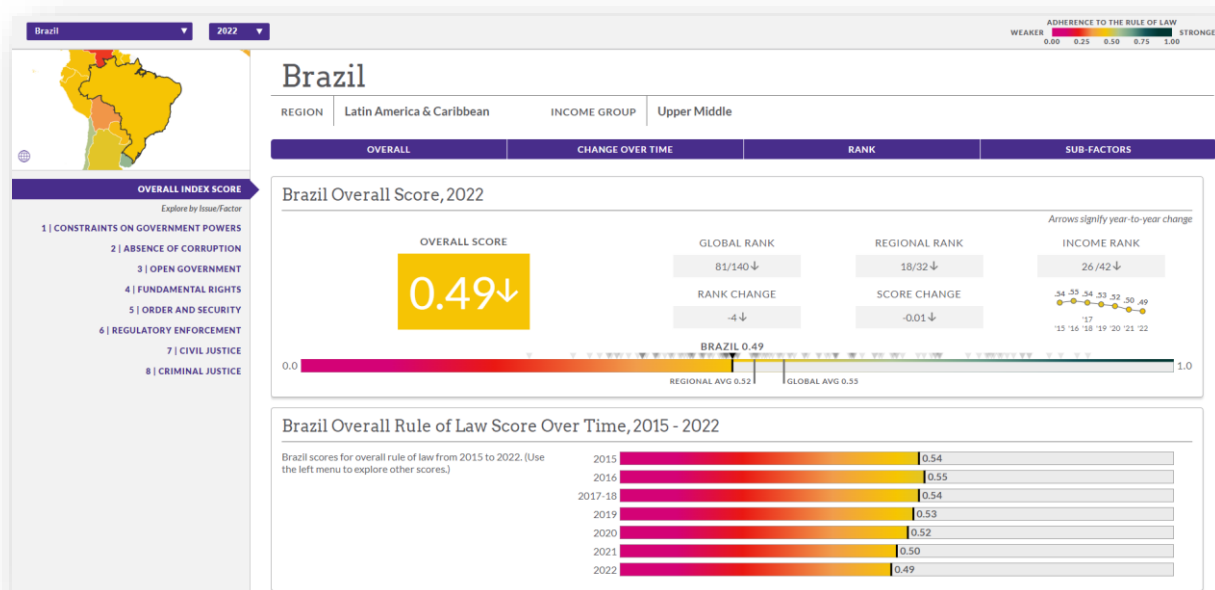 Brazil
2022
ADHERENCE TO THE RULE OF LAW
WEAKER
STRONGE
0.00 0.25 0.50 0.75 1.00
Brazil
REGION Latin America & Caribbean INCOME GROUP Upper Middle
OVERALL CHANGE OVER TIME RANK SUB-FACTORS
OVERALL INDEX SCORE
Explore by Issue/Factor
1 | CONSTRAINTS ON GOVERNMENT POWERS
2 | ABSENCE OF CORRUPTION
3 | OPEN GOVERNMENT
4 | FUNDAMENTAL RIGHTS
5 | ORDER AND SECURITY
6 | REGULATORY ENFORCEMENT
7 | CIVIL JUSTICE
8 | CRIMINAL JUSTICE
Brazil Overall Score, 2022
Arrows signify year-to-year change
OVERALL SCORE
0.49↓
GLOBAL RANK
81/140↓
REGIONAL RANK
18/32↓
INCOME RANK
26/42↓
RANK CHANGE
-4↓
SCORE CHANGE
-0.01↓
.54 .55 .54 .53 .52 .50 .49
'17
'15 '16 '18 '19 '20 '21 '22
BRAZIL 0.49
0.0 1.0
REGIONAL AVG 0.52 GLOBAL AVG 0.55
Brazil Overall Rule of Law Score Over Time, 2015 - 2022
Brazil scores for overall rule of law from 2015 to 2022. (Use
the left menu to explore other scores.)
2015 0.54
2016 0.55
2017-18 0.54
2019 0.53
2020 0.52
2021 0.50
2022 0.49